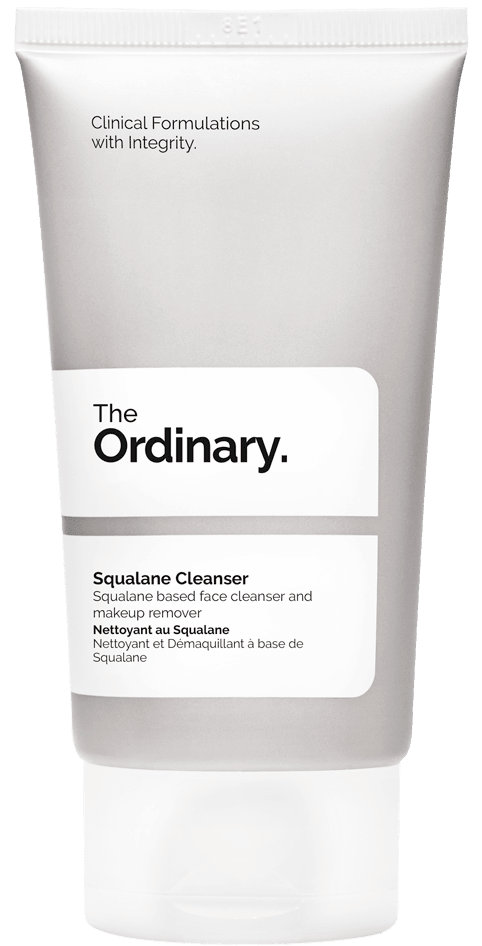 Clinical Formulations
with Integrity.
The
Ordinary.
Squalane Cleanser
Squalane based face cleanser and
makeup remover
Nettoyant au Squalane
Nettoyant et Démaquillant à base de
Squalane